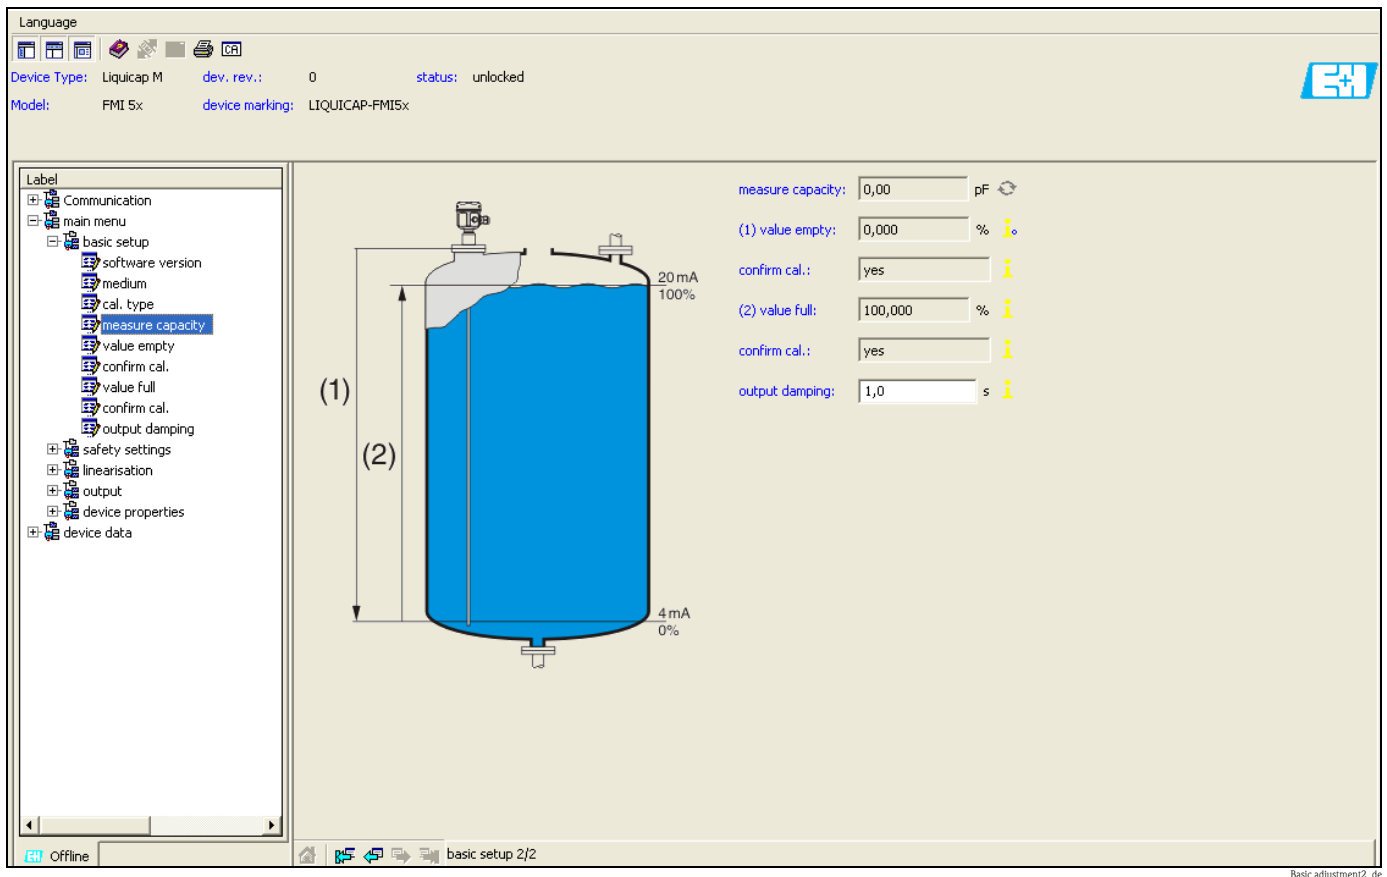 Language
CA
Device Type: Liquicap M dev. rev.: 0 status: unlocked
E+H
Model: FMI 5x device marking: LIQUICAP-FMI5x
Label
Communication
main menu
basic setup
software version
medium
cal. type
measure capacity
value empty
confirm cal.
value full
confirm cal.
output damping
safety settings
linearisation
output
device properties
device data
Offline
(1)
(2)
20 mA
100%
4 mA
0%
measure capacity: 0,00 pF
(1) value empty: 0,000 %
confirm cal.: yes
(2) value full: 100,000 %
confirm cal.: yes
output damping: 1,0 s
basic setup 2/2
Basic adjustment2_de